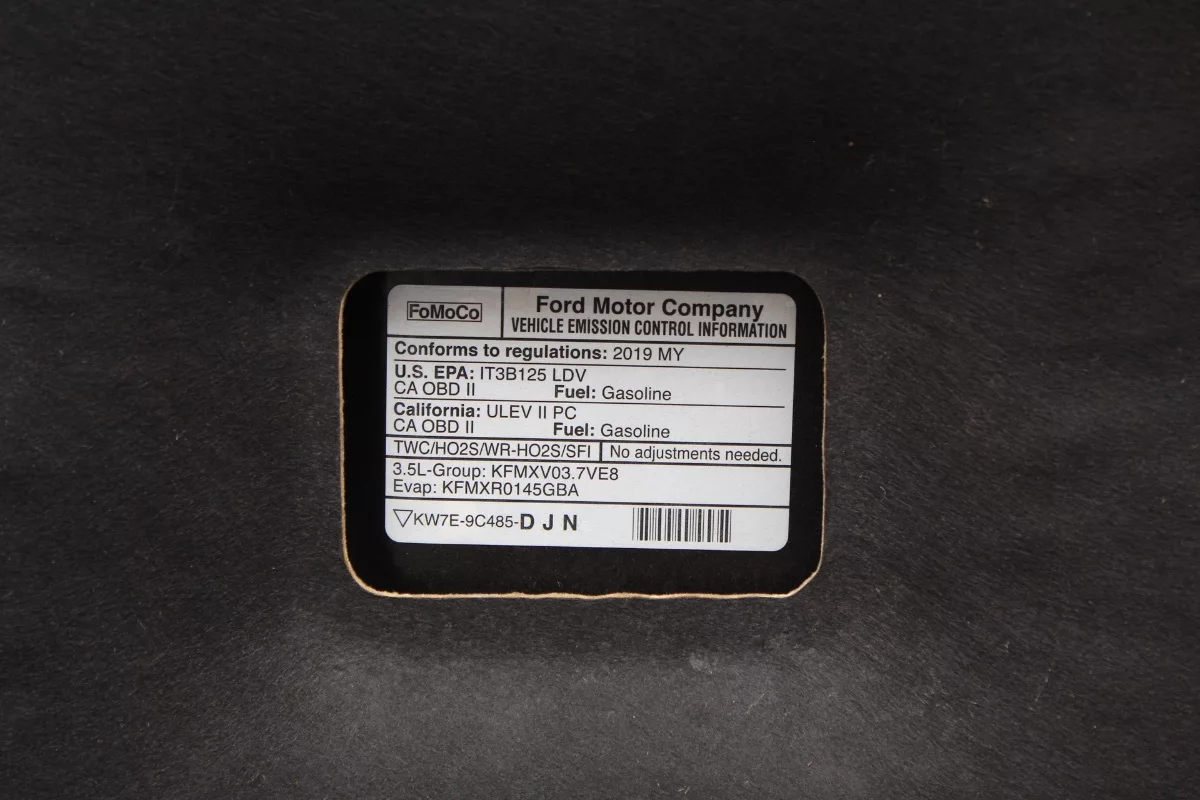 FoMoCo
Ford Motor Company
VEHICLE EMISSION CONTROL INFORMATION
Conforms to regulations: 2019 MY
U.S. EPA: IT3B125 LDV
CA OBD II Fuel: Gasoline
California: ULEV II PC
CA OBD II Fuel: Gasoline
TWC/HO2S/WR-HO2S/SFI No adjustments needed.
3.5L-Group: KFMXV03.7VE8
Evap: KFMXR0145GBA
KW7E-9C485-D J N